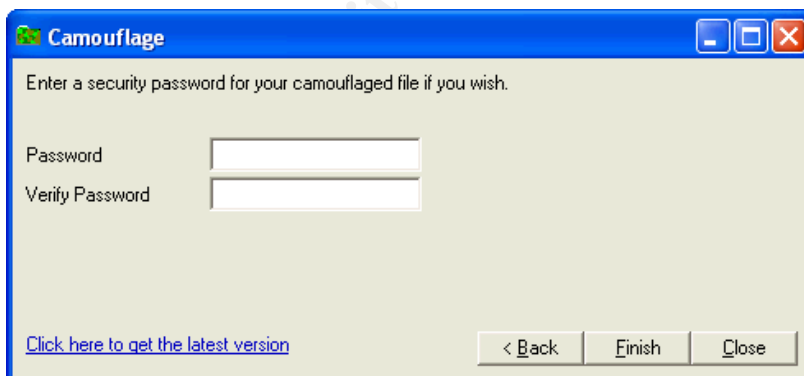 Camouflage
Enter a security password for your camouflaged file if you wish.
Password
Verify Password
Click here to get the latest version
< Back
Finish
Close